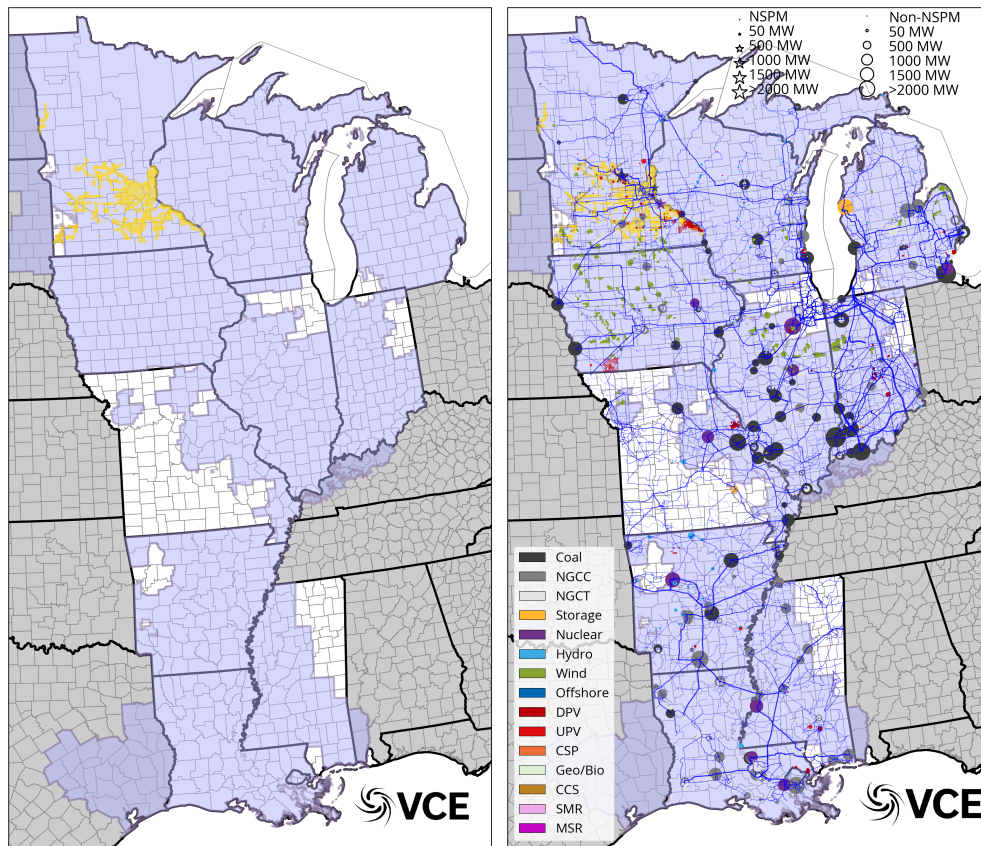 VCE
NSPM
50 MW
500 MW
1000 MW
1500 MW
>2000 MW
Non-NSPM
50 MW
500 MW
1000 MW
1500 MW
>2000 MW
Coal
NGCC
NGCT
Storage
Nuclear
Hydro
Wind
Offshore
DPV
UPV
CSP
Geo/Bio
CCS
SMR
MSR
VCE